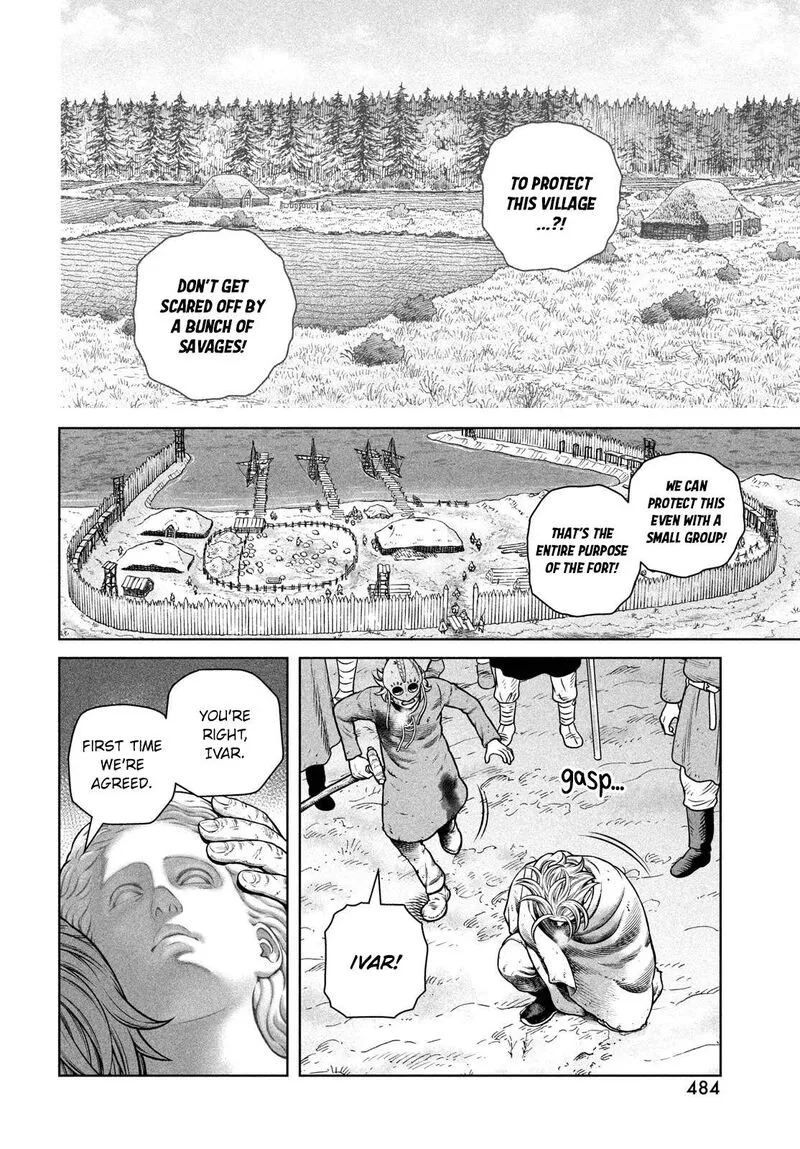 TO PROTECT
THIS VILLAGE
...?!
DON'T GET
SCARED OFF BY
A BUNCH OF
SAVAGES!
WE CAN
PROTECT THIS
EVEN WITH A
SMALL GROUP!
THAT'S THE
ENTIRE PURPOSE
OF THE FORT!
YOU'RE
RIGHT,
IVAR.
FIRST TIME
WE'RE
AGREED.
gasp...
IVAR!
484